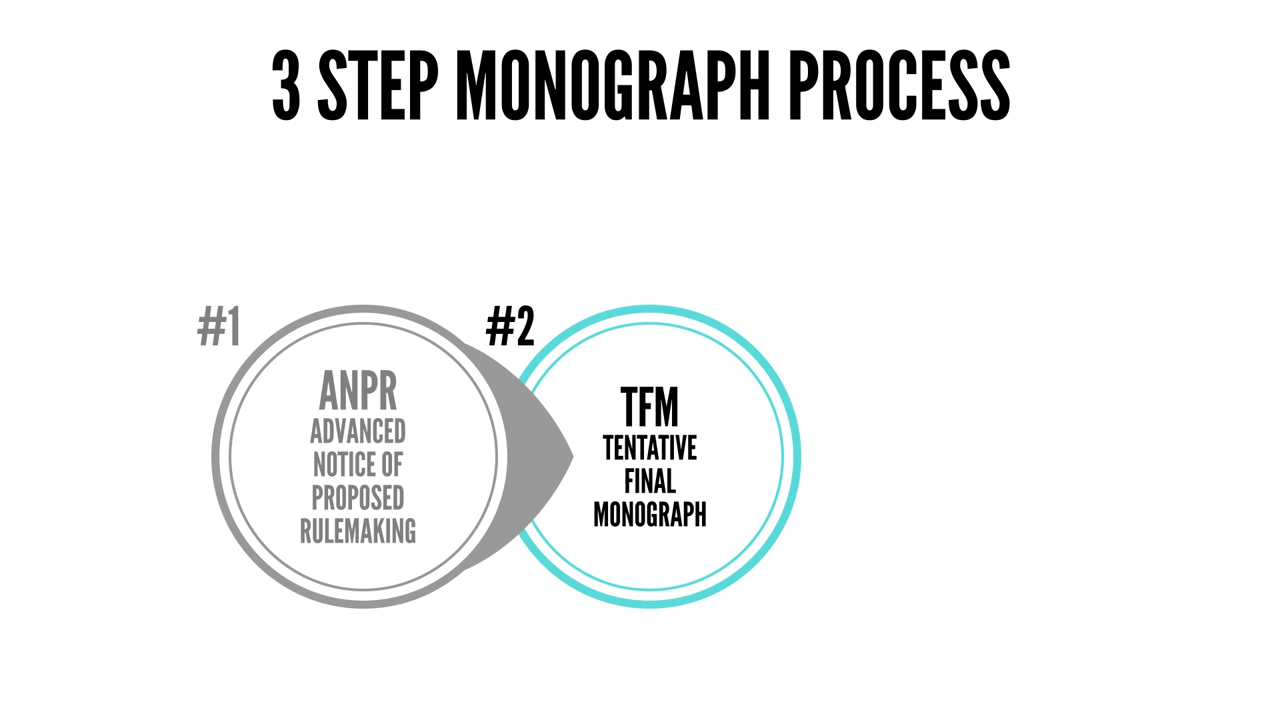 3 STEP MONOGRAPH PROCESS
#1
ANPR
ADVANCED
NOTICE OF
PROPOSED
RULEMAKING
#2
TFM
TENTATIVE
FINAL
MONOGRAPH